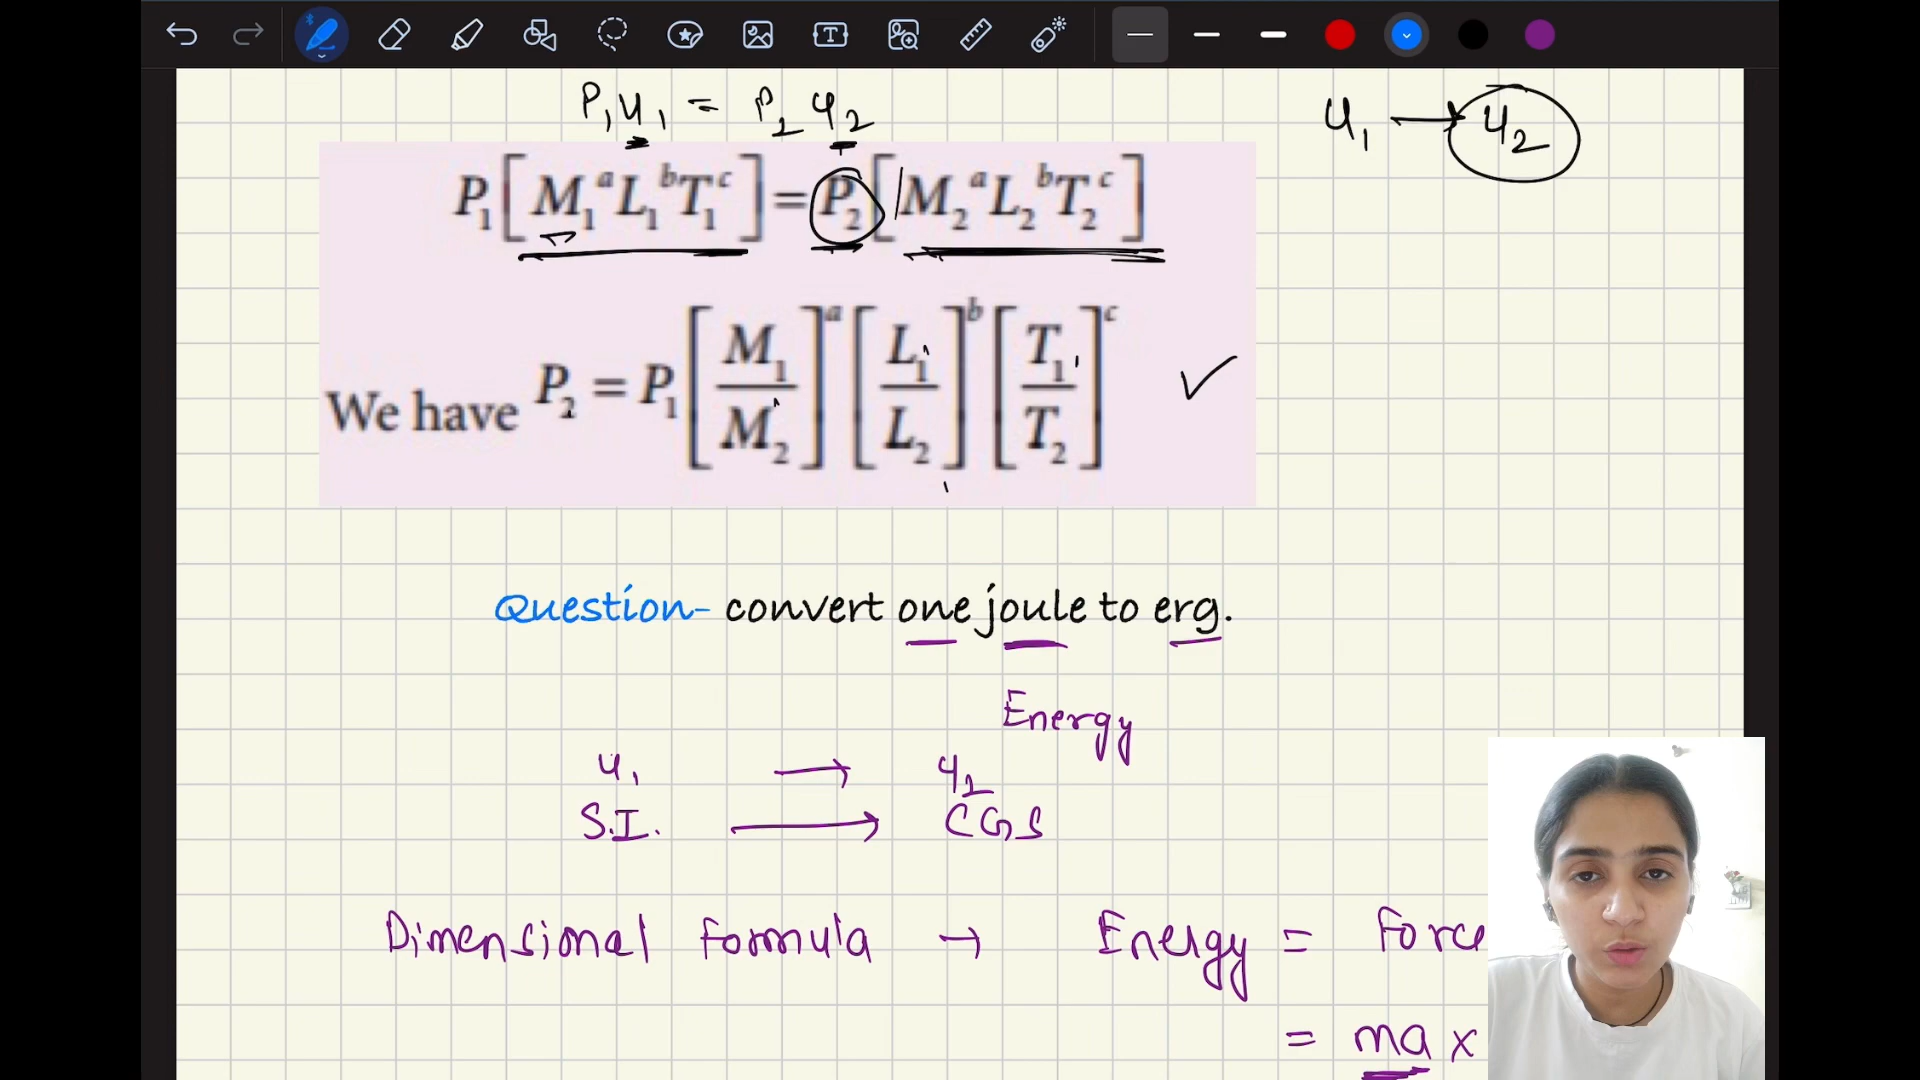 P₁u₁ = P₂u₂
u₁ → u₂
P₁[M₁ᵃL₁ᵇT₁ᶜ] = P₂[M₂ᵃL₂ᵇT₂ᶜ]
We have P₂ = P₁[M₁/M₂]ᵃ[L₁/L₂]ᵇ[T₁/T₂]ᶜ ✓
Question- convert one joule to erg.
Energy
u₁ → u₂
S.I. → CGS
Dimensional formula → Energy = force
= ma x